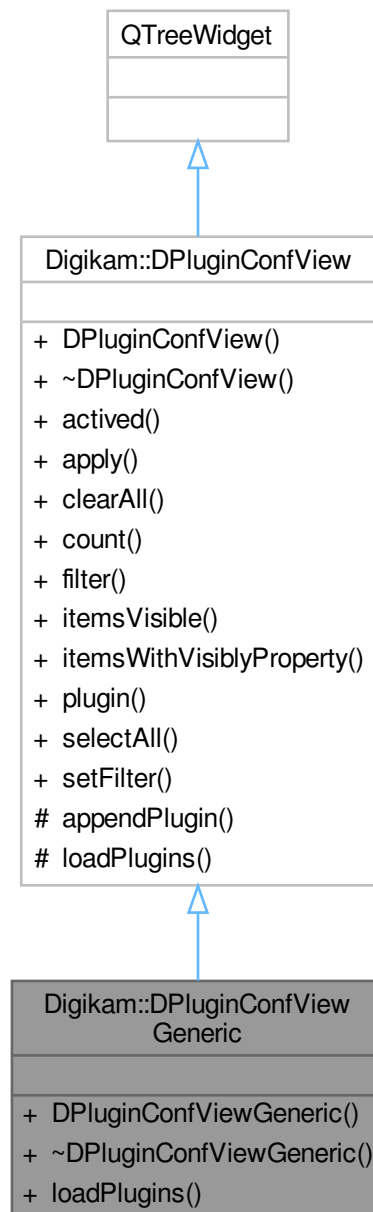 QTreeWidget
Digikam::DPluginConfView
+ DPluginConfView()
+ ~DPluginConfView()
+ actived()
+ apply()
+ clearAll()
+ count()
+ filter()
+ itemsVisible()
+ itemsWithVisiblyProperty()
+ plugin()
+ selectAll()
+ setFilter()
# appendPlugin()
# loadPlugins()
Digikam::DPluginConfView
Generic
+ DPluginConfViewGeneric()
+ ~DPluginConfViewGeneric()
+ loadPlugins()